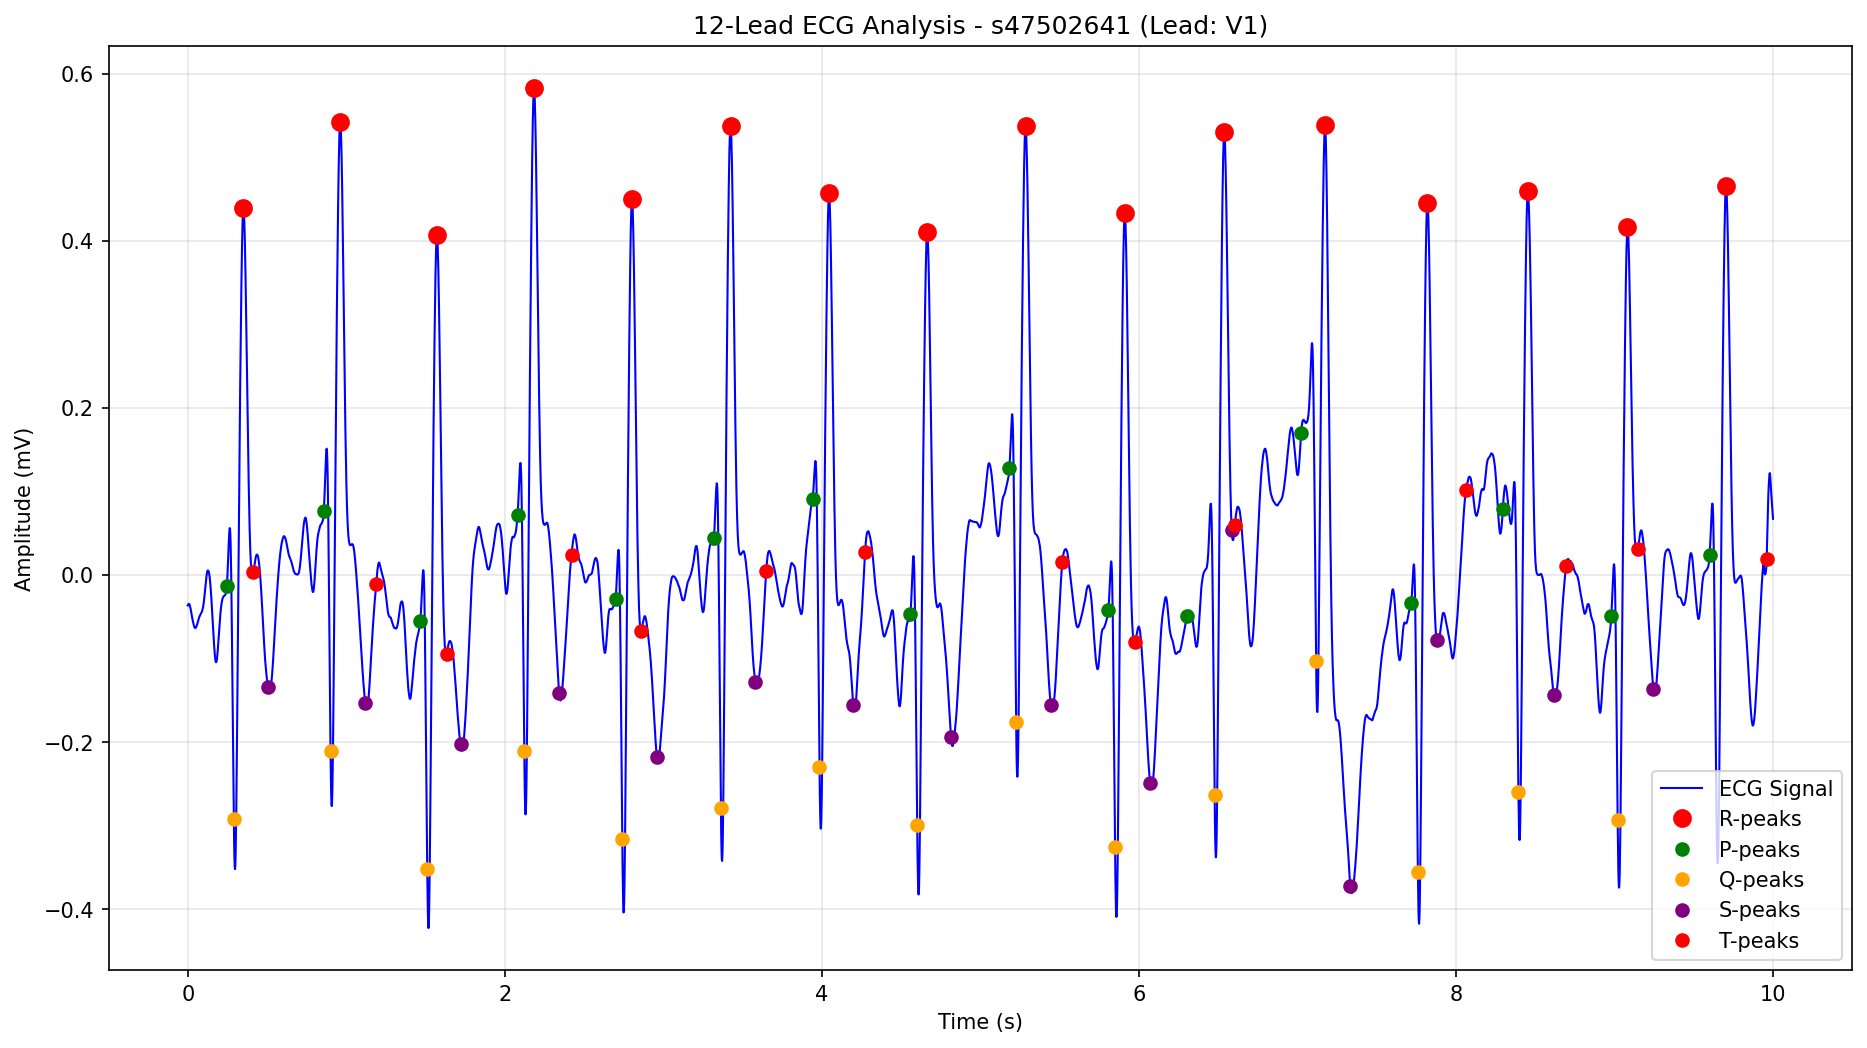 12-Lead ECG Analysis - s47502641 (Lead: V1)
Amplitude (mV)
0.6
0.4
0.2
0.0
−0.2
−0.4
ECG Signal
R-peaks
P-peaks
Q-peaks
S-peaks
T-peaks
0 2 4 6 8 10
Time (s)